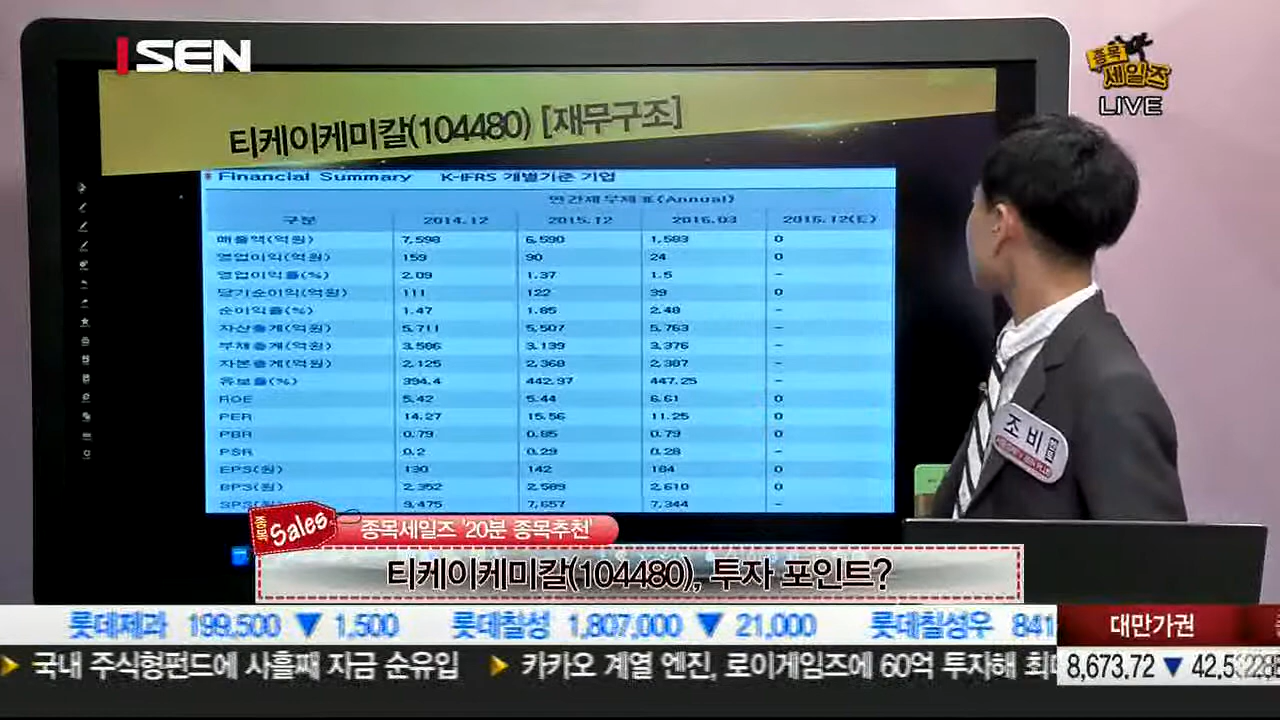 SEN
종목
세일즈
LIVE
티케이케미칼(104480) [재무구조]
Financial Summary K-IFRS 개별기준 기업
연간재무제표(Annual)
구분 2014.12 2015.12 2016.03 2016.12(E)
매출액(억원) 7,598 6,590 1,583 0
영업이익(억원) 159 90 24 0
영업이익률(%) 2.09 1.37 1.5 -
당기순이익(억원) 111 122 39 0
순이익률(%) 1.47 1.85 2.48 -
자산총계(억원) 5,711 5,507 5,763 -
부채총계(억원) 3,586 3,139 3,376 -
자본총계(억원) 2,125 2,368 2,387 -
유보율(%) 394.4 442.97 447.25 -
ROE 5.42 5.44 6.61 0
PER 14.27 15.56 11.25 0
PBR 0.79 0.85 0.79 0
PSR 0.2 0.29 0.28 -
EPS(원) 130 142 184 0
BPS(원) 2,352 2,589 2,610 0
SPS(원) 9,475 7,657 7,344 -
조비
종목 Sales 종목세일즈 '20분 종목추천'
티케이케미칼(104480), 투자 포인트?
롯데제과 199,500 ▼ 1,500 롯데칠성 1,807,000 ▼ 21,000 롯데칠성우 841
대만가권
국내 주식형펀드에 사흘째 자금 순유입 카카오 계열 엔진, 로이게임즈에 60억 투자해
8,673.72 ▼ 42.5